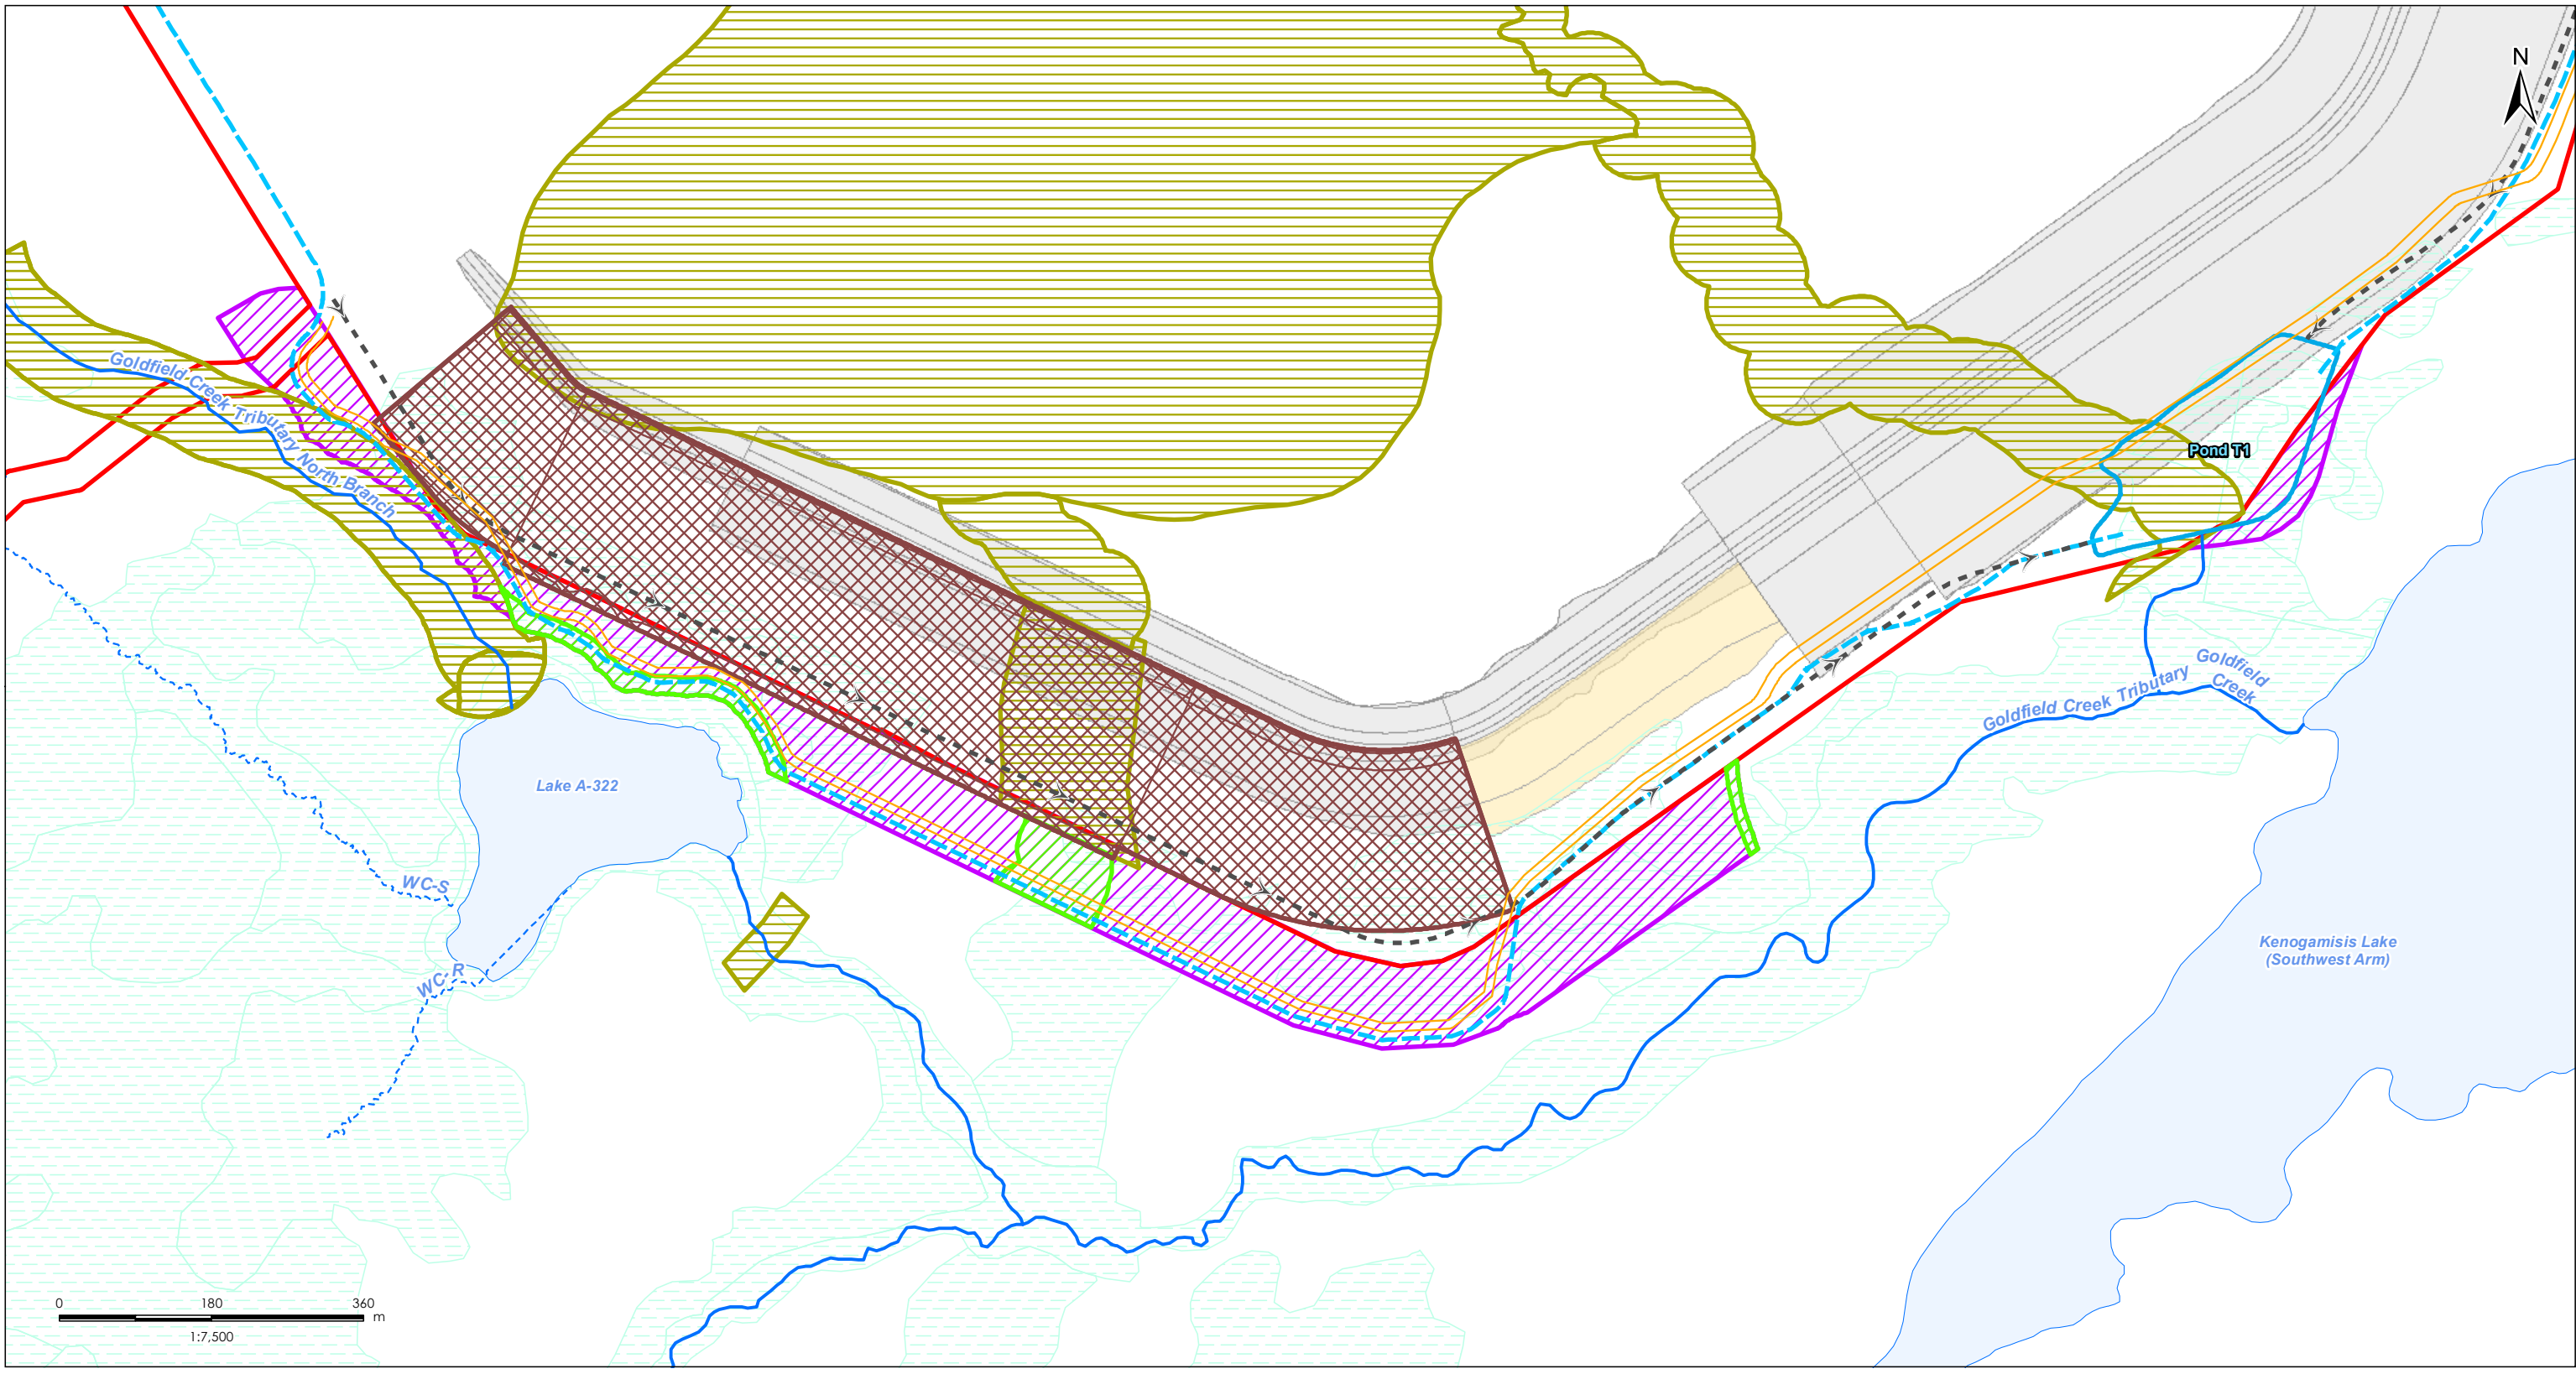 N
Goldfield Creek Tributary North Branch
Pond T1
Goldfield
Creek
Goldfield Creek Tributary
Lake A-322
WC-S
WC-R
Kenogamisis Lake
(Southwest Arm)
0 180 360
m
1:7,500